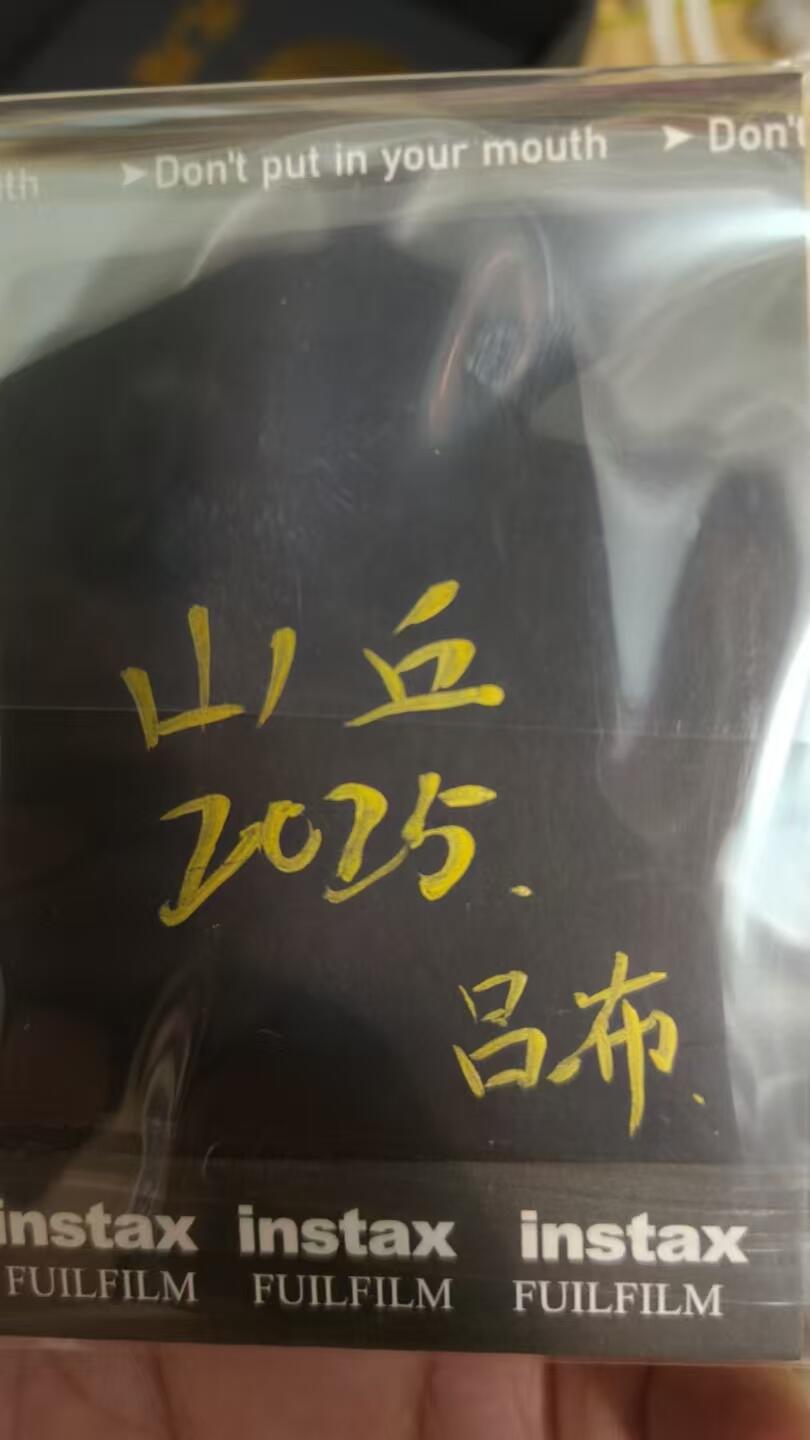 ➤Don't put in your mouth ➤Don't
山丘
2025.
吕布.
instax instax instax
FUILFILM FUILFILM FUILFILM